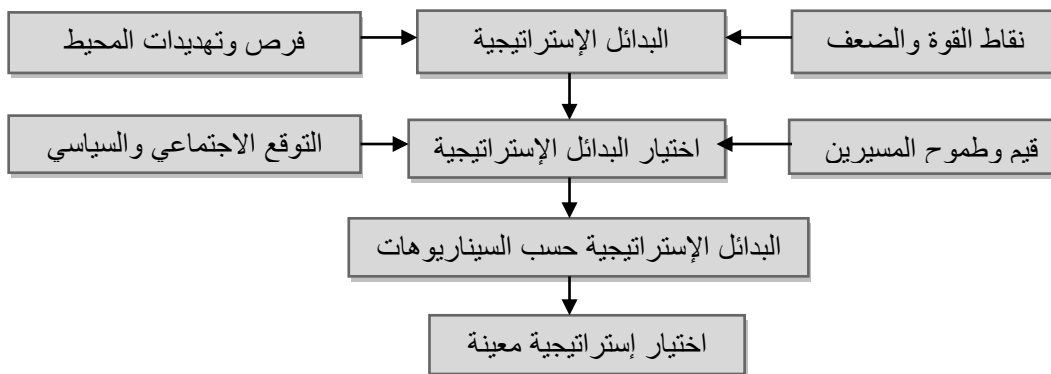 نقاط القوة والضعف
البدائل الإستراتيجية
فرص وتهديدات المحيط
قيم وطموح المسيرين
اختيار البدائل الإستراتيجية
التوقع الاجتماعي والسياسي
البدائل الإستراتيجية حسب السيناريوهات
اختيار إستراتيجية معينة